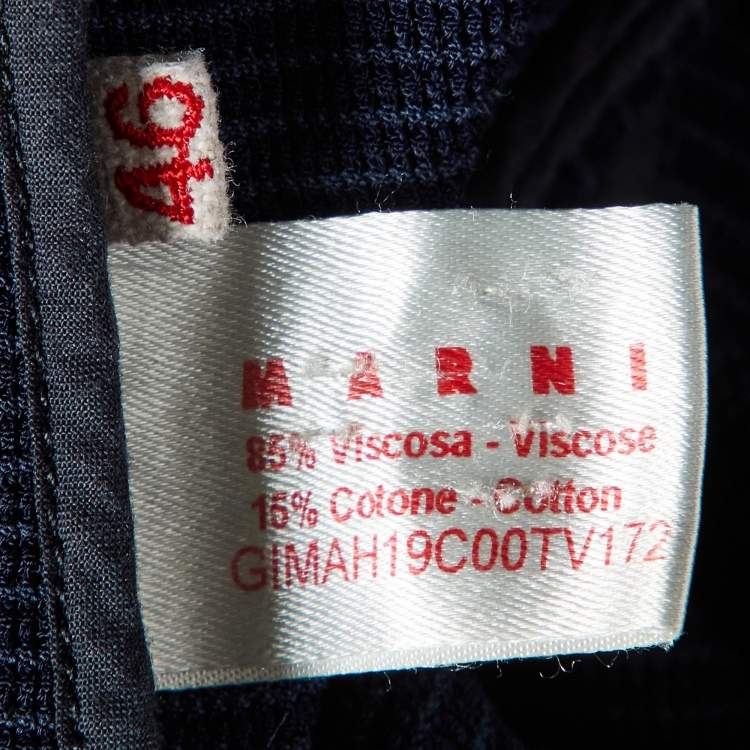 46
MARNI
85% Viscosa - Viscose
15% Cotone - Cotton
GIMAH19C00TV172